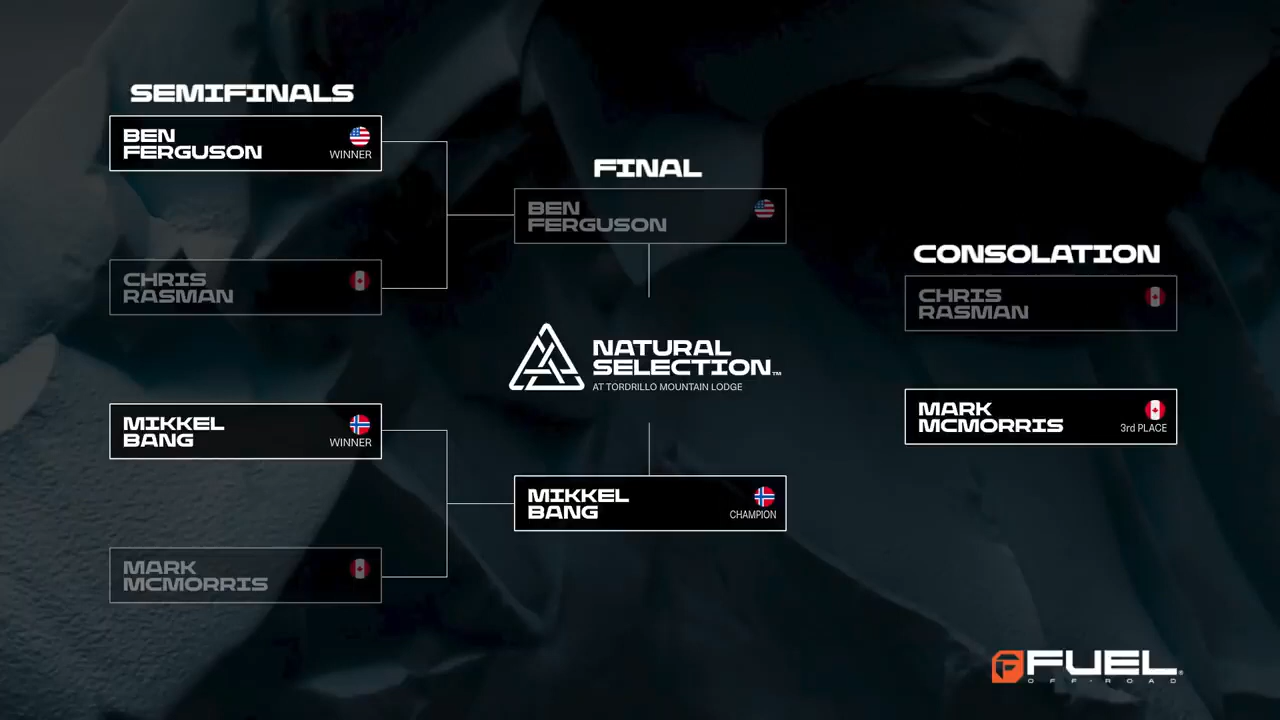 SEMIFINALS
BEN
FERGUSON
WINNER
CHRIS
RASMAN
MIKKEL
BANG
WINNER
MARK
MCMORRIS
FINAL
BEN
FERGUSON
NATURAL
SELECTION™
AT TORDRILLO MOUNTAIN LODGE
MIKKEL
BANG
CHAMPION
CONSOLATION
CHRIS
RASMAN
MARK
MCMORRIS
3rd PLACE
FUEL®
OFF-ROAD